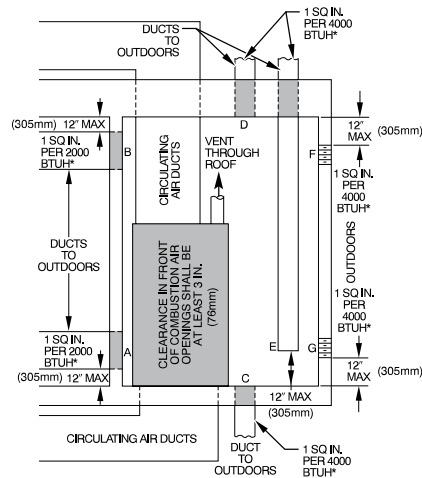 DUCTS
TO
OUTDOORS
1 SQ IN.
PER 4000
BTUH*
D
(305mm)
12" MAX
1 SQ IN.
PER 2000
BTUH*
B
DUCTS
TO
OUTDOORS
1 SQ IN.
PER 2000
BTUH*
A
(305mm)
12" MAX
CIRCULATING
AIR DUCTS
VENT
THROUGH
ROOF
CLEARANCE IN FRONT
OF COMBUSTION AIR
OPENINGS SHALL BE
AT LEAST 3 IN.
(76mm)
12"
MAX
(305mm)
F
1 SQ IN.
PER
4000
BTUH*
OUTDOORS
1 SQ IN.
PER
4000
BTUH*
G
12"
MAX
(305mm)
E
C
12" MAX
(305mm)
CIRCULATING AIR DUCTS
DUCT
TO
OUTDOORS
1 SQ IN.
PER 4000
BTUH*